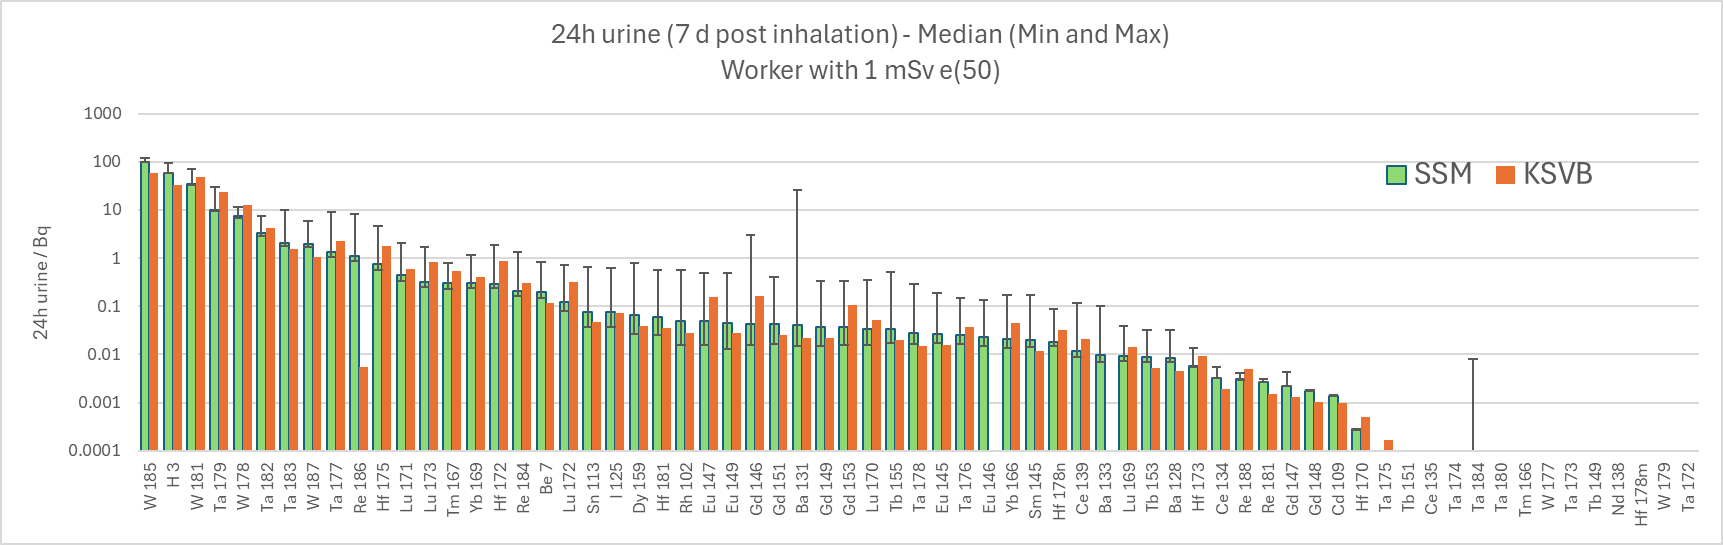 24h urine (7 d post inhalation) - Median (Min and Max)
Worker with 1 mSv e(50)
1000
100
10
1
0.1
0.01
0.001
0.0001
24h urine / Bq
SSM
KSVB
W 185
H 3
W 181
Ta 179
W 178
Ta 182
Ta 183
W 187
Ta 177
Re 186
Hf 175
Lu 171
Lu 173
Tm 167
Yb 169
Hf 172
Re 184
Be 7
Lu 172
Sn 113
I 125
Dy 159
Hf 181
Rh 102
Eu 147
Eu 149
Gd 146
Gd 151
Ba 131
Gd 149
Gd 153
Lu 170
Tb 155
Ta 178
Eu 145
Ta 176
Eu 146
Yb 166
Sm 145
Hf 178n
Ce 139
Ba 133
Lu 169
Tb 153
Ba 128
Hf 173
Ce 134
Re 188
Re 181
Gd 147
Gd 148
Cd 109
Hf 170
Ta 175
Tb 151
Ce 135
Ta 174
Ta 184
Ta 180
Tm 166
W 177
Ta 173
Tb 149
Nd 138
Hf 178m
W 179
Ta 172